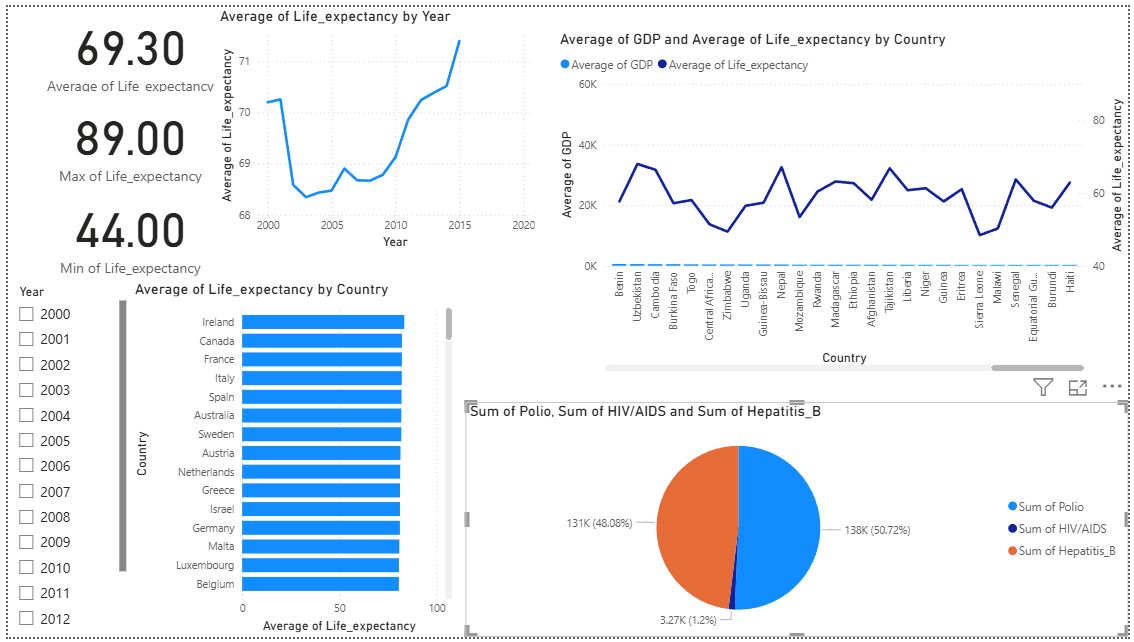 69.30
Average of Life_expectancy
89.00
Max of Life_expectancy
44.00
Min of Life_expectancy
Average of Life_expectancy by Year
Average of Life_expectancy
71
70
69
68
2000
2005
2010
2015
2020
Year
Average of GDP and Average of Life_expectancy by Country
Average of GDP
Average of Life_expectancy
Average of GDP
60K
40K
20K
0K
Average of Life_expectancy
80
60
40
Benin
Uzbekistan
Cambodia
Burkina Faso
Togo
Central Africa...
Zimbabwe
Uganda
Guinea-Bissau
Nepal
Mozambique
Rwanda
Madagascar
Ethiopia
Afghanistan
Tajikistan
Liberia
Niger
Guinea
Eritrea
Sierra Leone
Malawi
Senegal
Equatorial Gu...
Burundi
Haiti
Country
Year
2000
2001
2002
2003
2004
2005
2006
2007
2008
2009
2010
2011
2012
Average of Life_expectancy by Country
Country
Ireland
Canada
France
Italy
Spain
Australia
Sweden
Austria
Netherlands
Greece
Israel
Germany
Malta
Luxembourg
Belgium
0
50
100
Average of Life_expectancy
Sum of Polio, Sum of HIV/AIDS and Sum of Hepatitis_B
131K (48.08%)
138K (50.72%)
3.27K (1.2%)
Sum of Polio
Sum of HIV/AIDS
Sum of Hepatitis_B